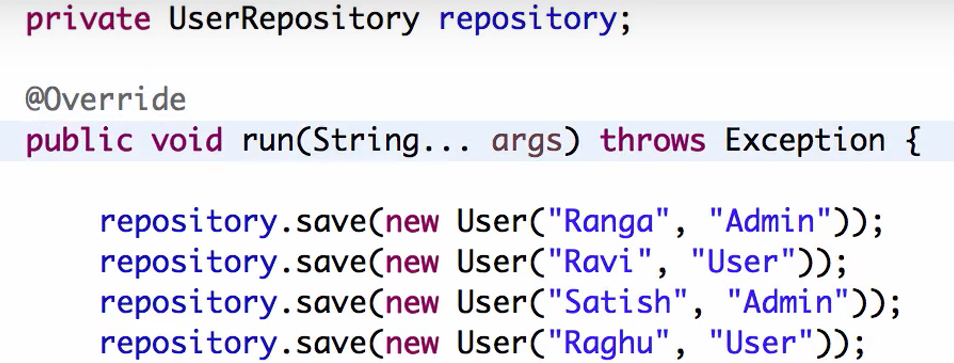 private UserRepository repository;
@Override
public void run(String... args) throws Exception {
repository.save(new User("Ranga", "Admin"));
repository.save(new User("Ravi", "User"));
repository.save(new User("Satish", "Admin"));
repository.save(new User("Raghu", "User"));